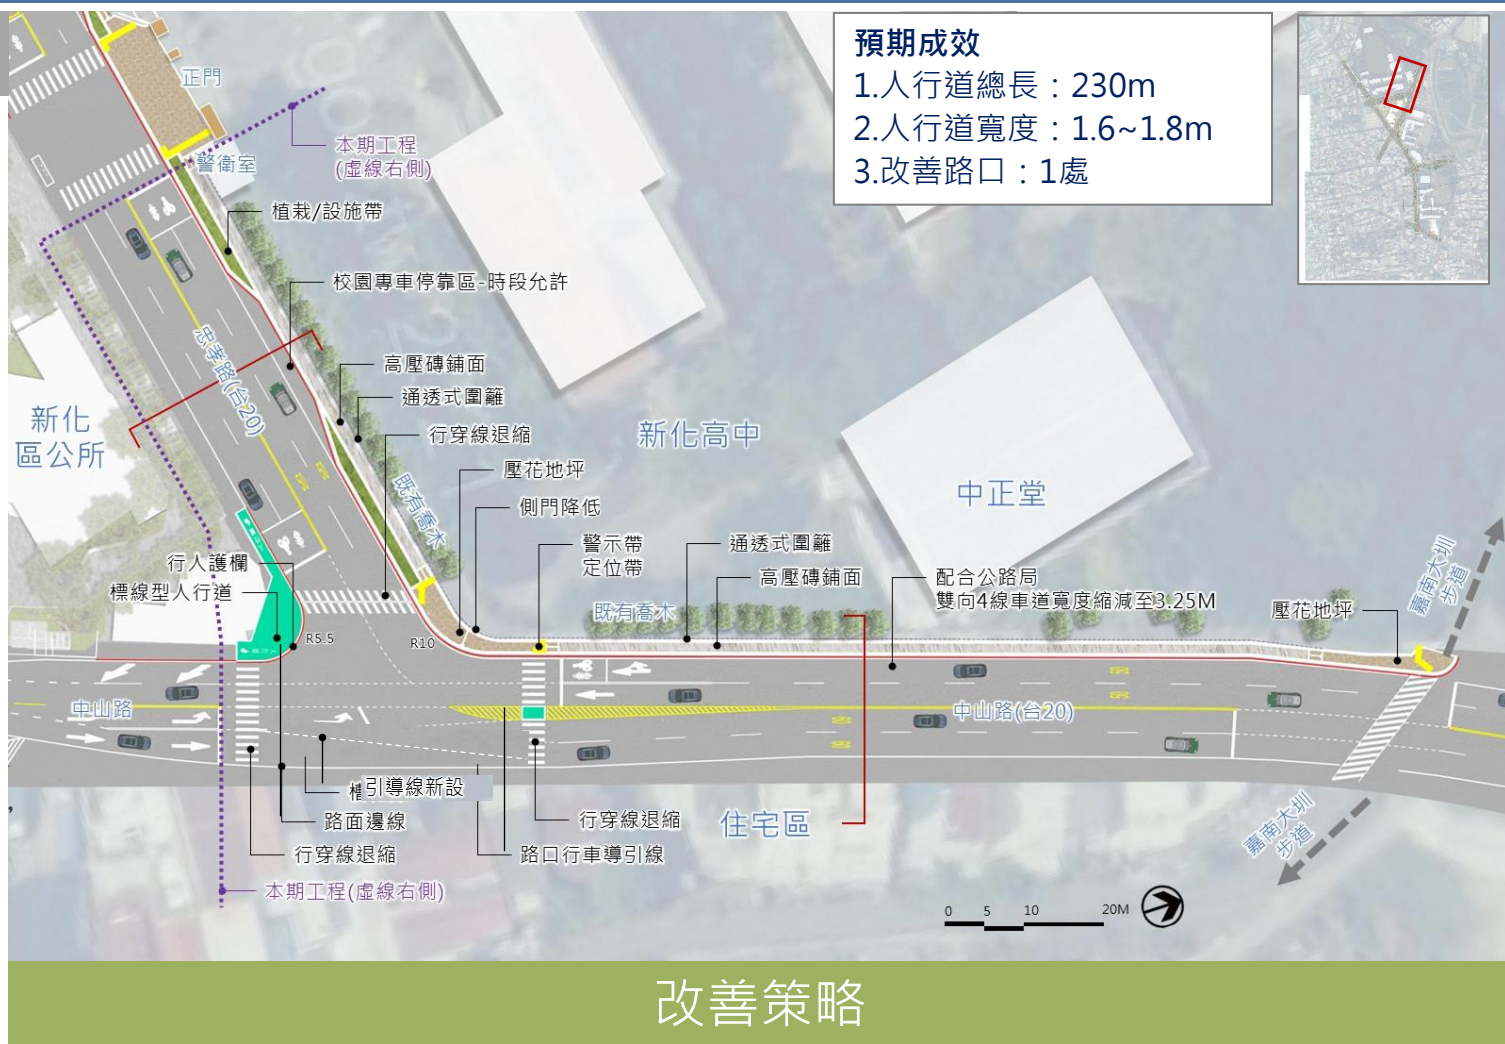 預期成效
1.人行道總長：230m
2.人行道寬度：1.6~1.8m
3.改善路口：1處
正門
本期工程
(虛線右側)
警衛室
植栽/設施帶
校園專車停靠區-時段允許
忠孝路(台20)
高壓磚鋪面
通透式圍籬
新化
區公所
行穿線退縮
新化高中
壓花地坪
既有喬木
側門降低
中正堂
警示帶
定位帶
通透式圍籬
行人護欄
高壓磚鋪面
配合公路局
雙向4線車道寬度縮減至3.25M
標線型人行道
既有喬木
壓花地坪
嘉南大圳
步道
R5.5
R10
中山路
中山路(台20)
引導線新設
路面邊線
行穿線退縮
住宅區
行穿線退縮
路口行車導引線
嘉南大圳
步道
本期工程(虛線右側)
0 5 10 20M
改善策略